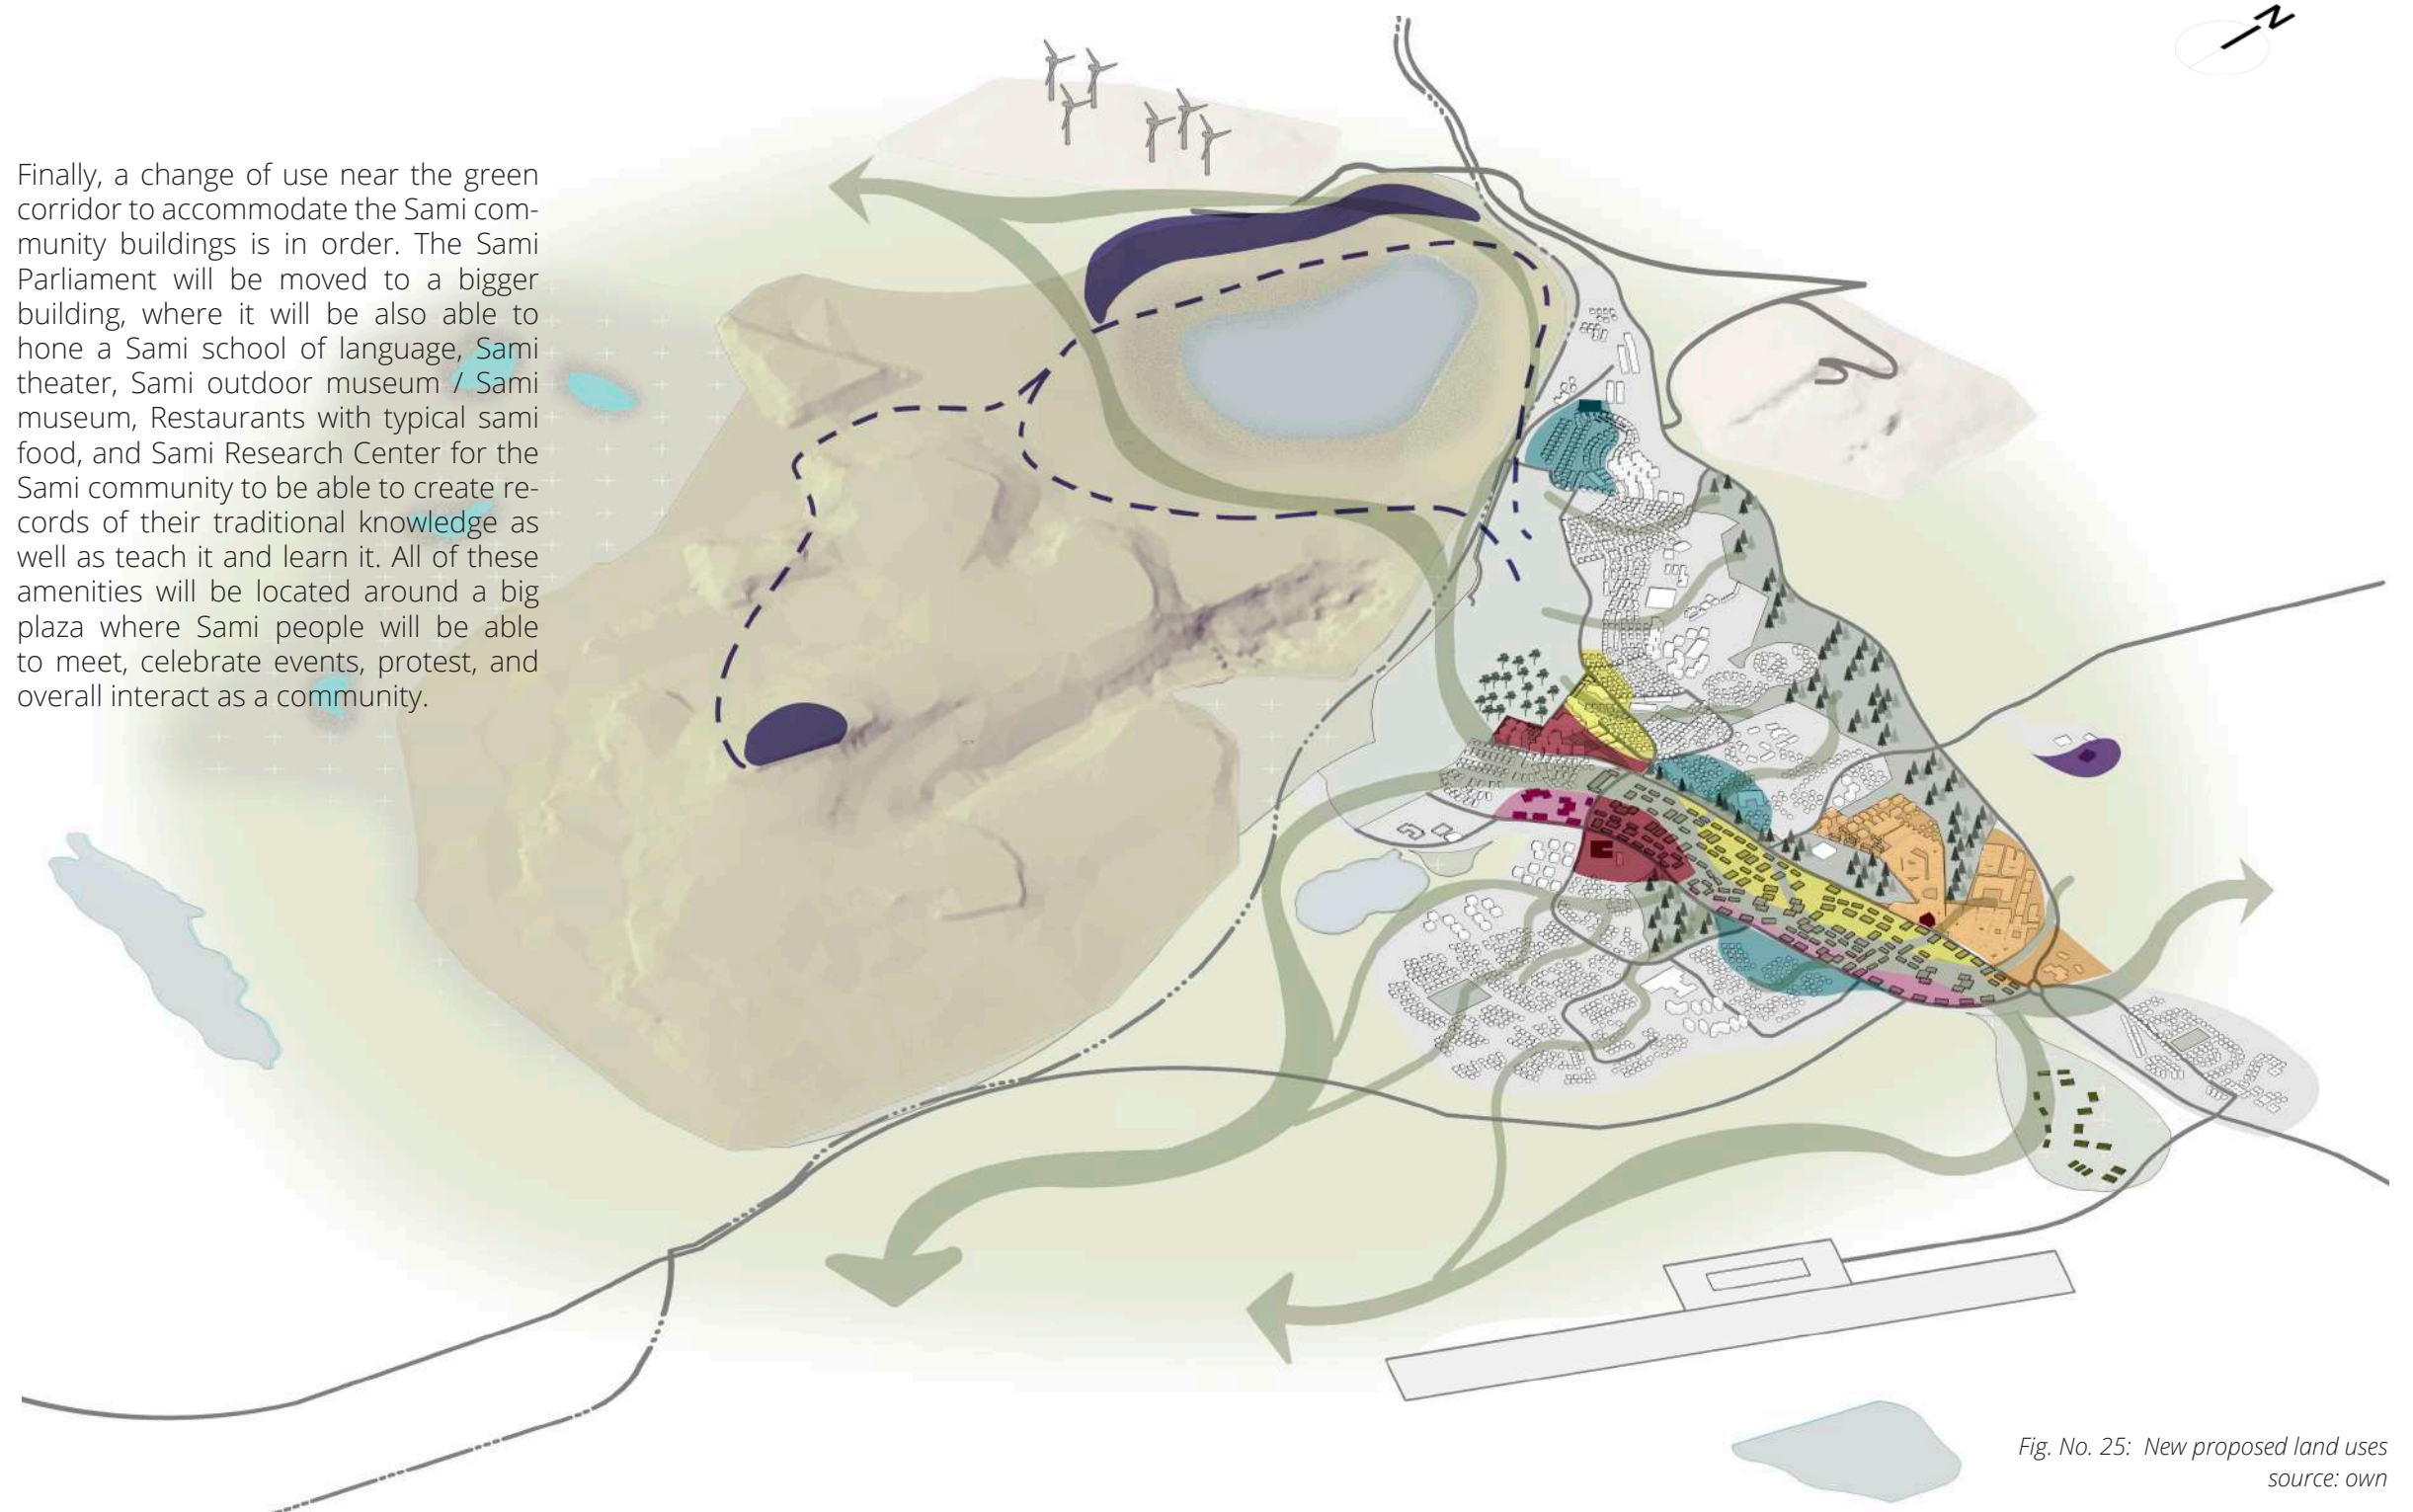 N
Finally, a change of use near the green
corridor to accommodate the Sami com-
munity buildings is in order. The Sami
Parliament will be moved to a bigger
building, where it will be also able to
hone a Sami school of language, Sami
theater, Sami outdoor museum / Sami
museum, Restaurants with typical sami
food, and Sami Research Center for the
Sami community to be able to create re-
cords of their traditional knowledge as
well as teach it and learn it. All of these
amenities will be located around a big
plaza where Sami people will be able
to meet, celebrate events, protest, and
overall interact as a community.
Fig. No. 25: New proposed land uses
source: own